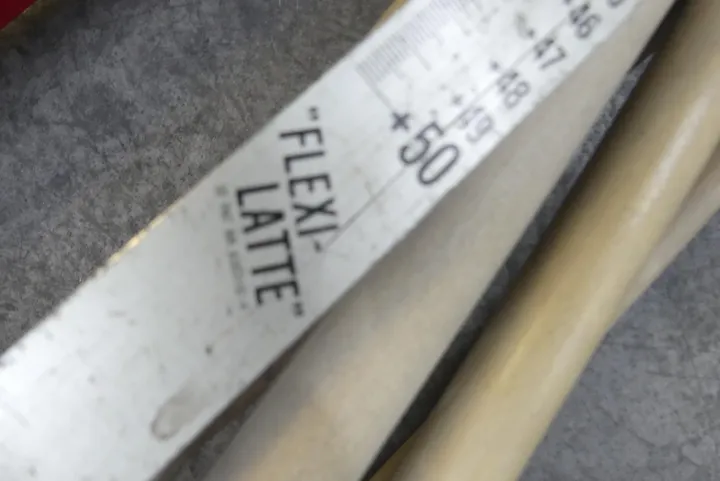 46
47
48
49
+50
"FLEXI-
LATTE"